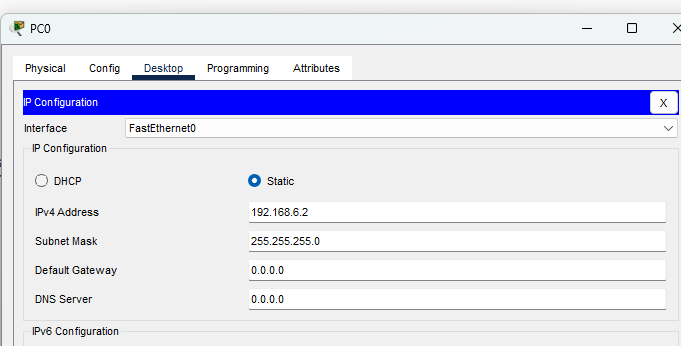 PC0
Physical Config Desktop Programming Attributes
IP Configuration X
Interface FastEthernet0
IP Configuration
DHCP Static
IPv4 Address 192.168.6.2
Subnet Mask 255.255.255.0
Default Gateway 0.0.0.0
DNS Server 0.0.0.0
IPv6 Configuration